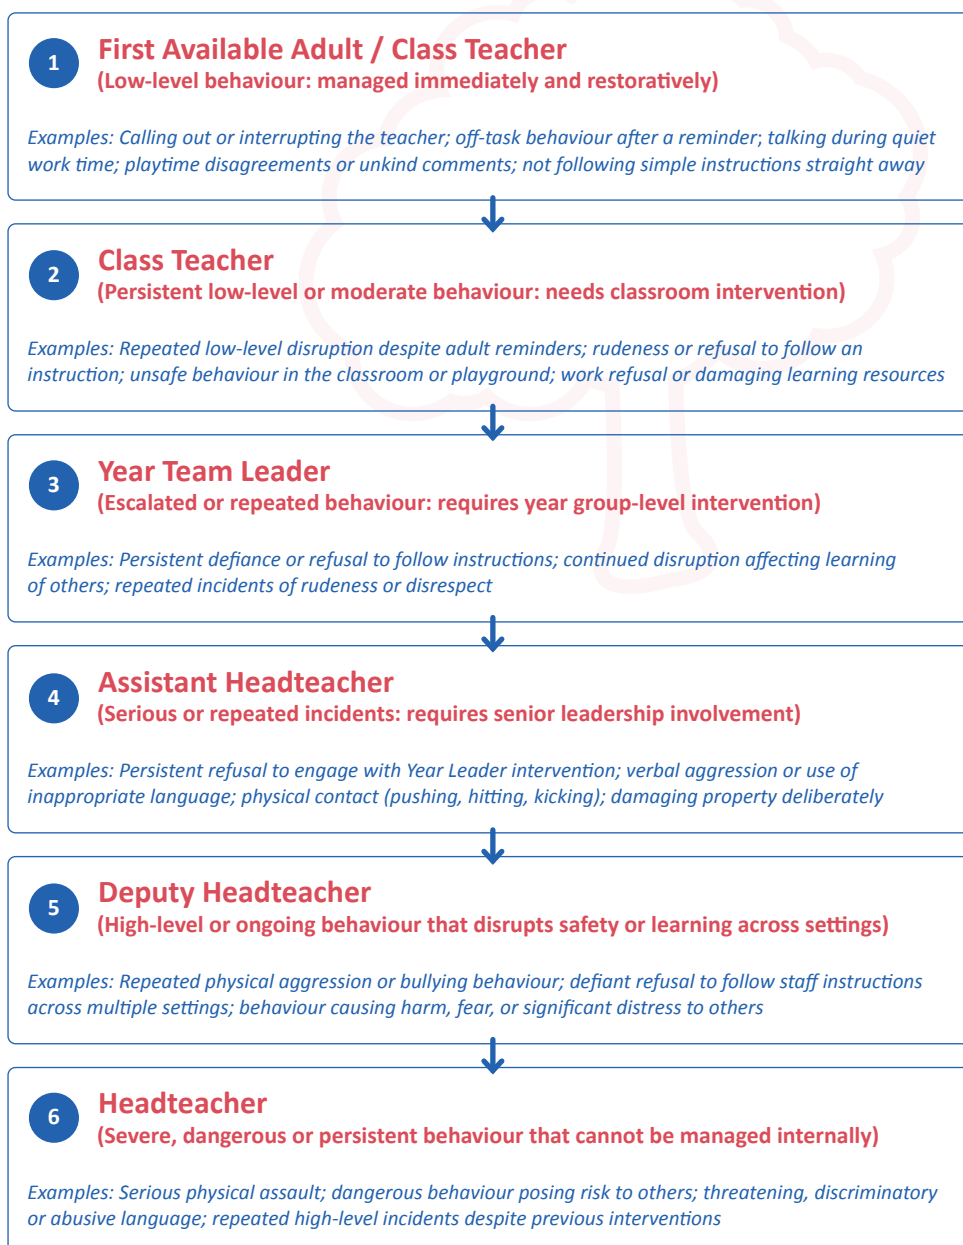 1
First Available Adult / Class Teacher
(Low-level behaviour: managed immediately and restoratively)
Examples: Calling out or interrupting the teacher; off-task behaviour after a reminder; talking during quiet
work time; playtime disagreements or unkind comments; not following simple instructions straight away
2
Class Teacher
(Persistent low-level or moderate behaviour: needs classroom intervention)
Examples: Repeated low-level disruption despite adult reminders; rudeness or refusal to follow an
instruction; unsafe behaviour in the classroom or playground; work refusal or damaging learning resources
3
Year Team Leader
(Escalated or repeated behaviour: requires year group-level intervention)
Examples: Persistent defiance or refusal to follow instructions; continued disruption affecting learning
of others; repeated incidents of rudeness or disrespect
4
Assistant Headteacher
(Serious or repeated incidents: requires senior leadership involvement)
Examples: Persistent refusal to engage with Year Leader intervention; verbal aggression or use of
inappropriate language; physical contact (pushing, hitting, kicking); damaging property deliberately
5
Deputy Headteacher
(High-level or ongoing behaviour that disrupts safety or learning across settings)
Examples: Repeated physical aggression or bullying behaviour; defiant refusal to follow staff instructions
across multiple settings; behaviour causing harm, fear, or significant distress to others
6
Headteacher
(Severe, dangerous or persistent behaviour that cannot be managed internally)
Examples: Serious physical assault; dangerous behaviour posing risk to others; threatening, discriminatory
or abusive language; repeated high-level incidents despite previous interventions